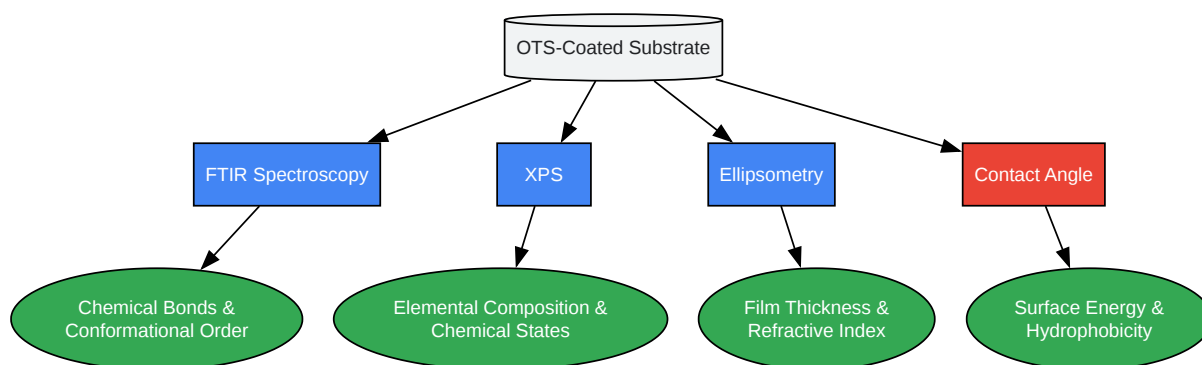 OTS-Coated Substrate
FTIR Spectroscopy
XPS
Ellipsometry
Contact Angle
Chemical Bonds &
Conformational Order
Elemental Composition &
Chemical States
Film Thickness &
Refractive Index
Surface Energy &
Hydrophobicity